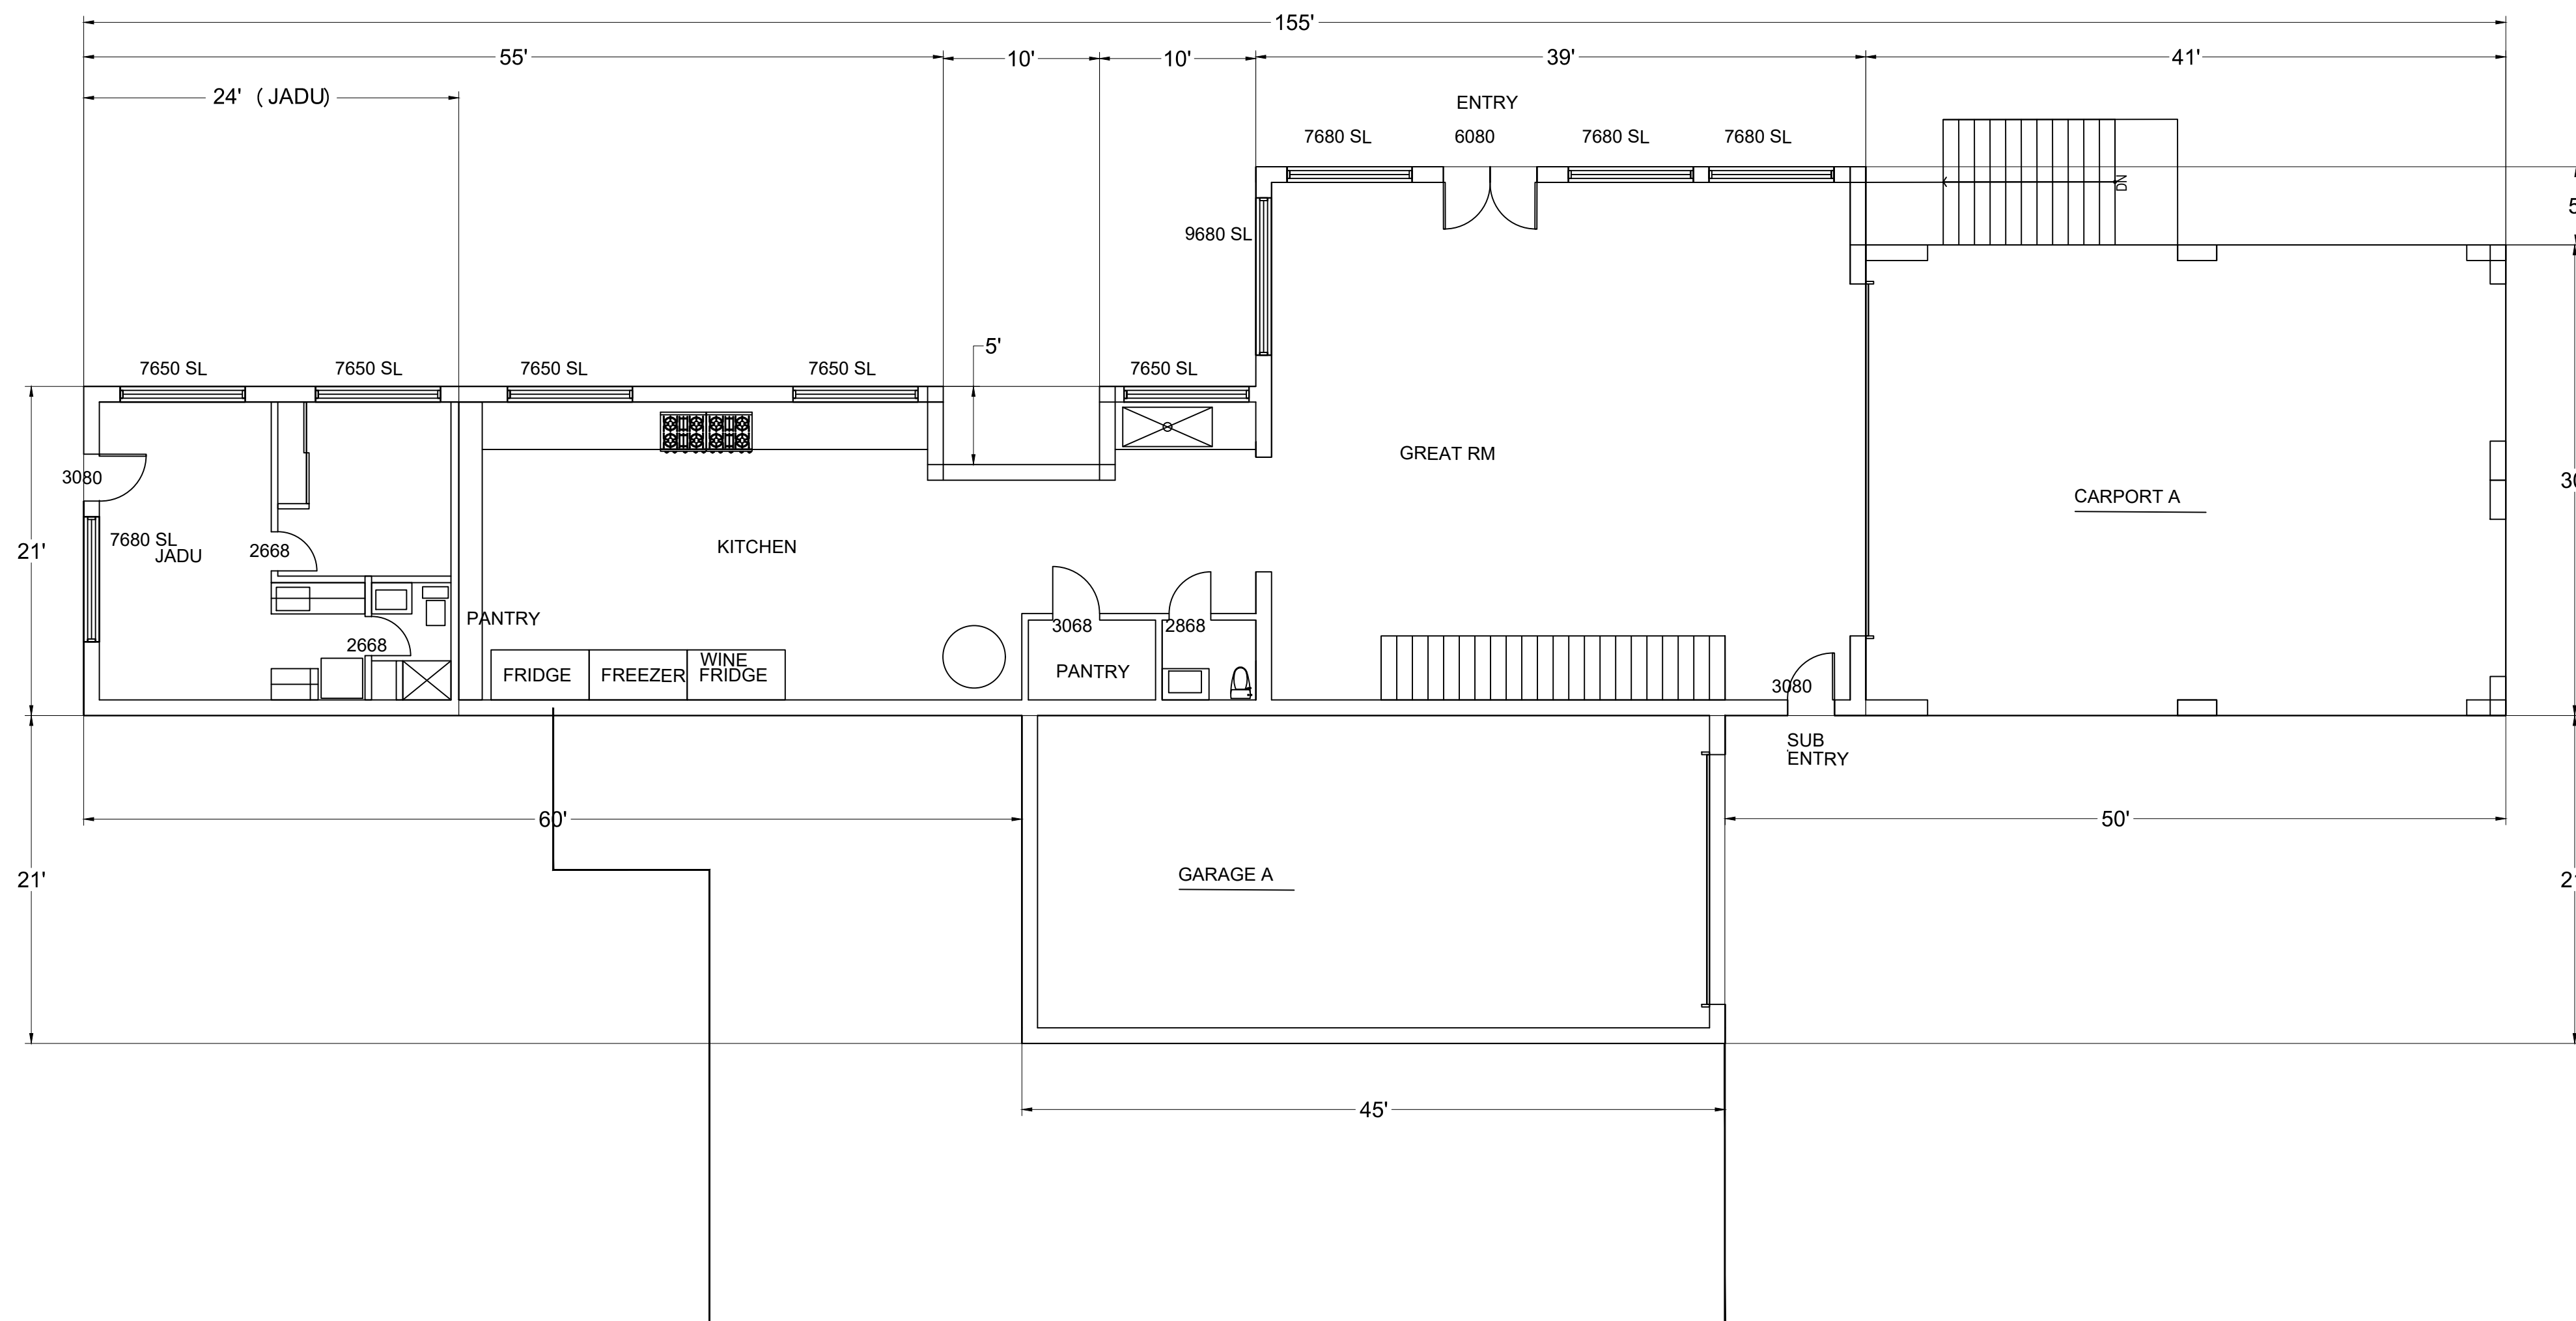 155'
55'
10'
10'
39'
41'
24' ( JADU)
ENTRY
7680 SL
6080
7680 SL
7680 SL
DN
9680 SL
5'
7650 SL
7650 SL
7650 SL
7650 SL
7650 SL
GREAT RM
3080
CARPORT A
7680 SL
JADU
2668
KITCHEN
21'
PANTRY
3068
2868
2668
WINE
FRIDGE
FREEZER
FRIDGE
PANTRY
3080
SUB
ENTRY
60'
50'
21'
GARAGE A
45'